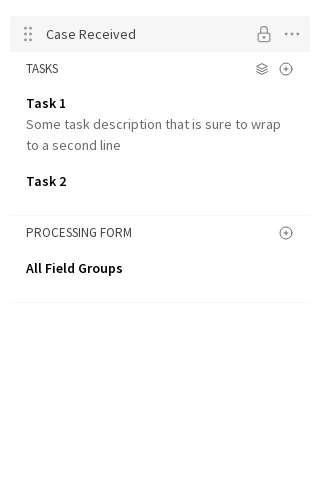 Case Received
TASKS
Task 1
Some task description that is sure to wrap
to a second line
Task 2
PROCESSING FORM
All Field Groups